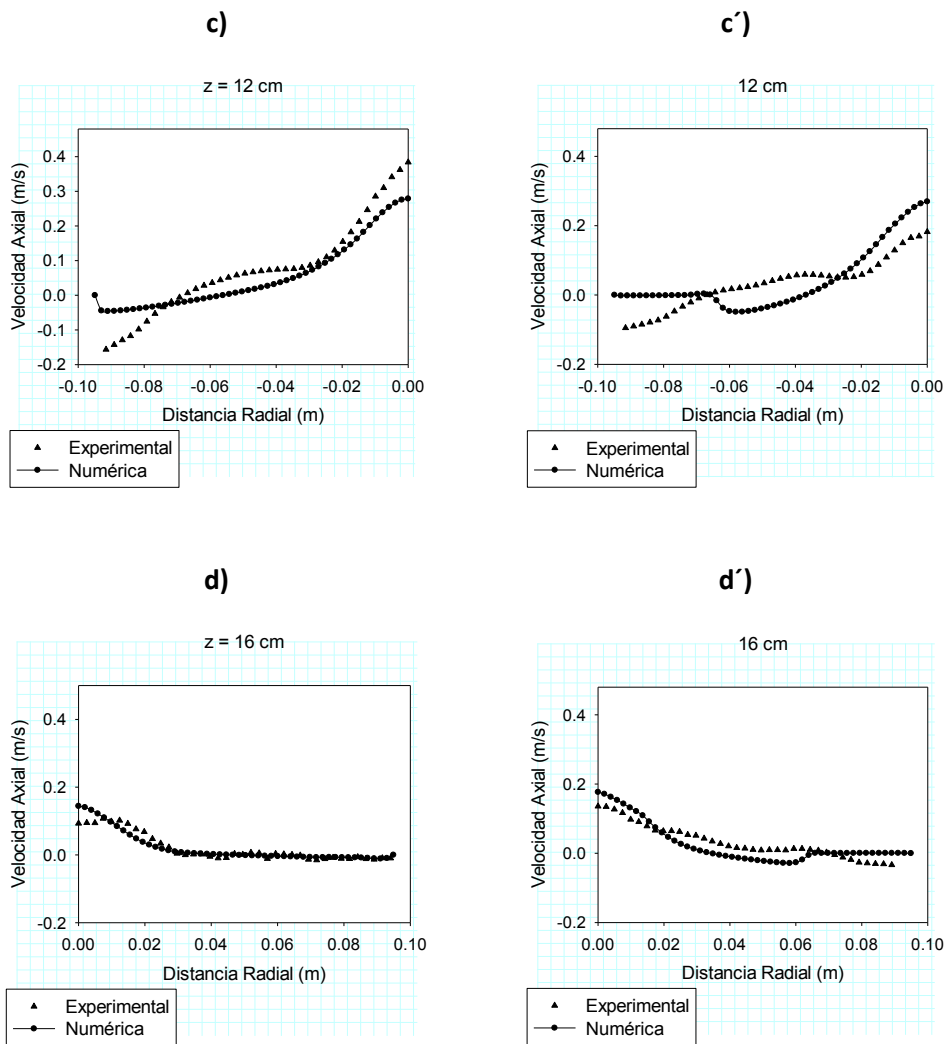 c)
z = 12 cm
Velocidad Axial (m/s)
0.4
0.3
0.2
0.1
0.0
-0.1
-0.2
-0.10 -0.08 -0.06 -0.04 -0.02 0.00
Distancia Radial (m)
Experimental
Numérica
c´)
12 cm
Velocidad Axial (m/s)
0.4
0.2
0.0
-0.2
-0.10 -0.08 -0.06 -0.04 -0.02 0.00
Distancia Radial (m)
Experimental
Numérica
d)
z = 16 cm
Velocidad Axial (m/s)
0.4
0.2
0.0
-0.2
0.00 0.02 0.04 0.06 0.08 0.10
Distancia Radial (m)
Experimental
Numérica
d´)
16 cm
Velocidad Axial (m/s)
0.4
0.2
0.0
-0.2
0.00 0.02 0.04 0.06 0.08 0.10
Distancia Radial (m)
Experimental
Numérica